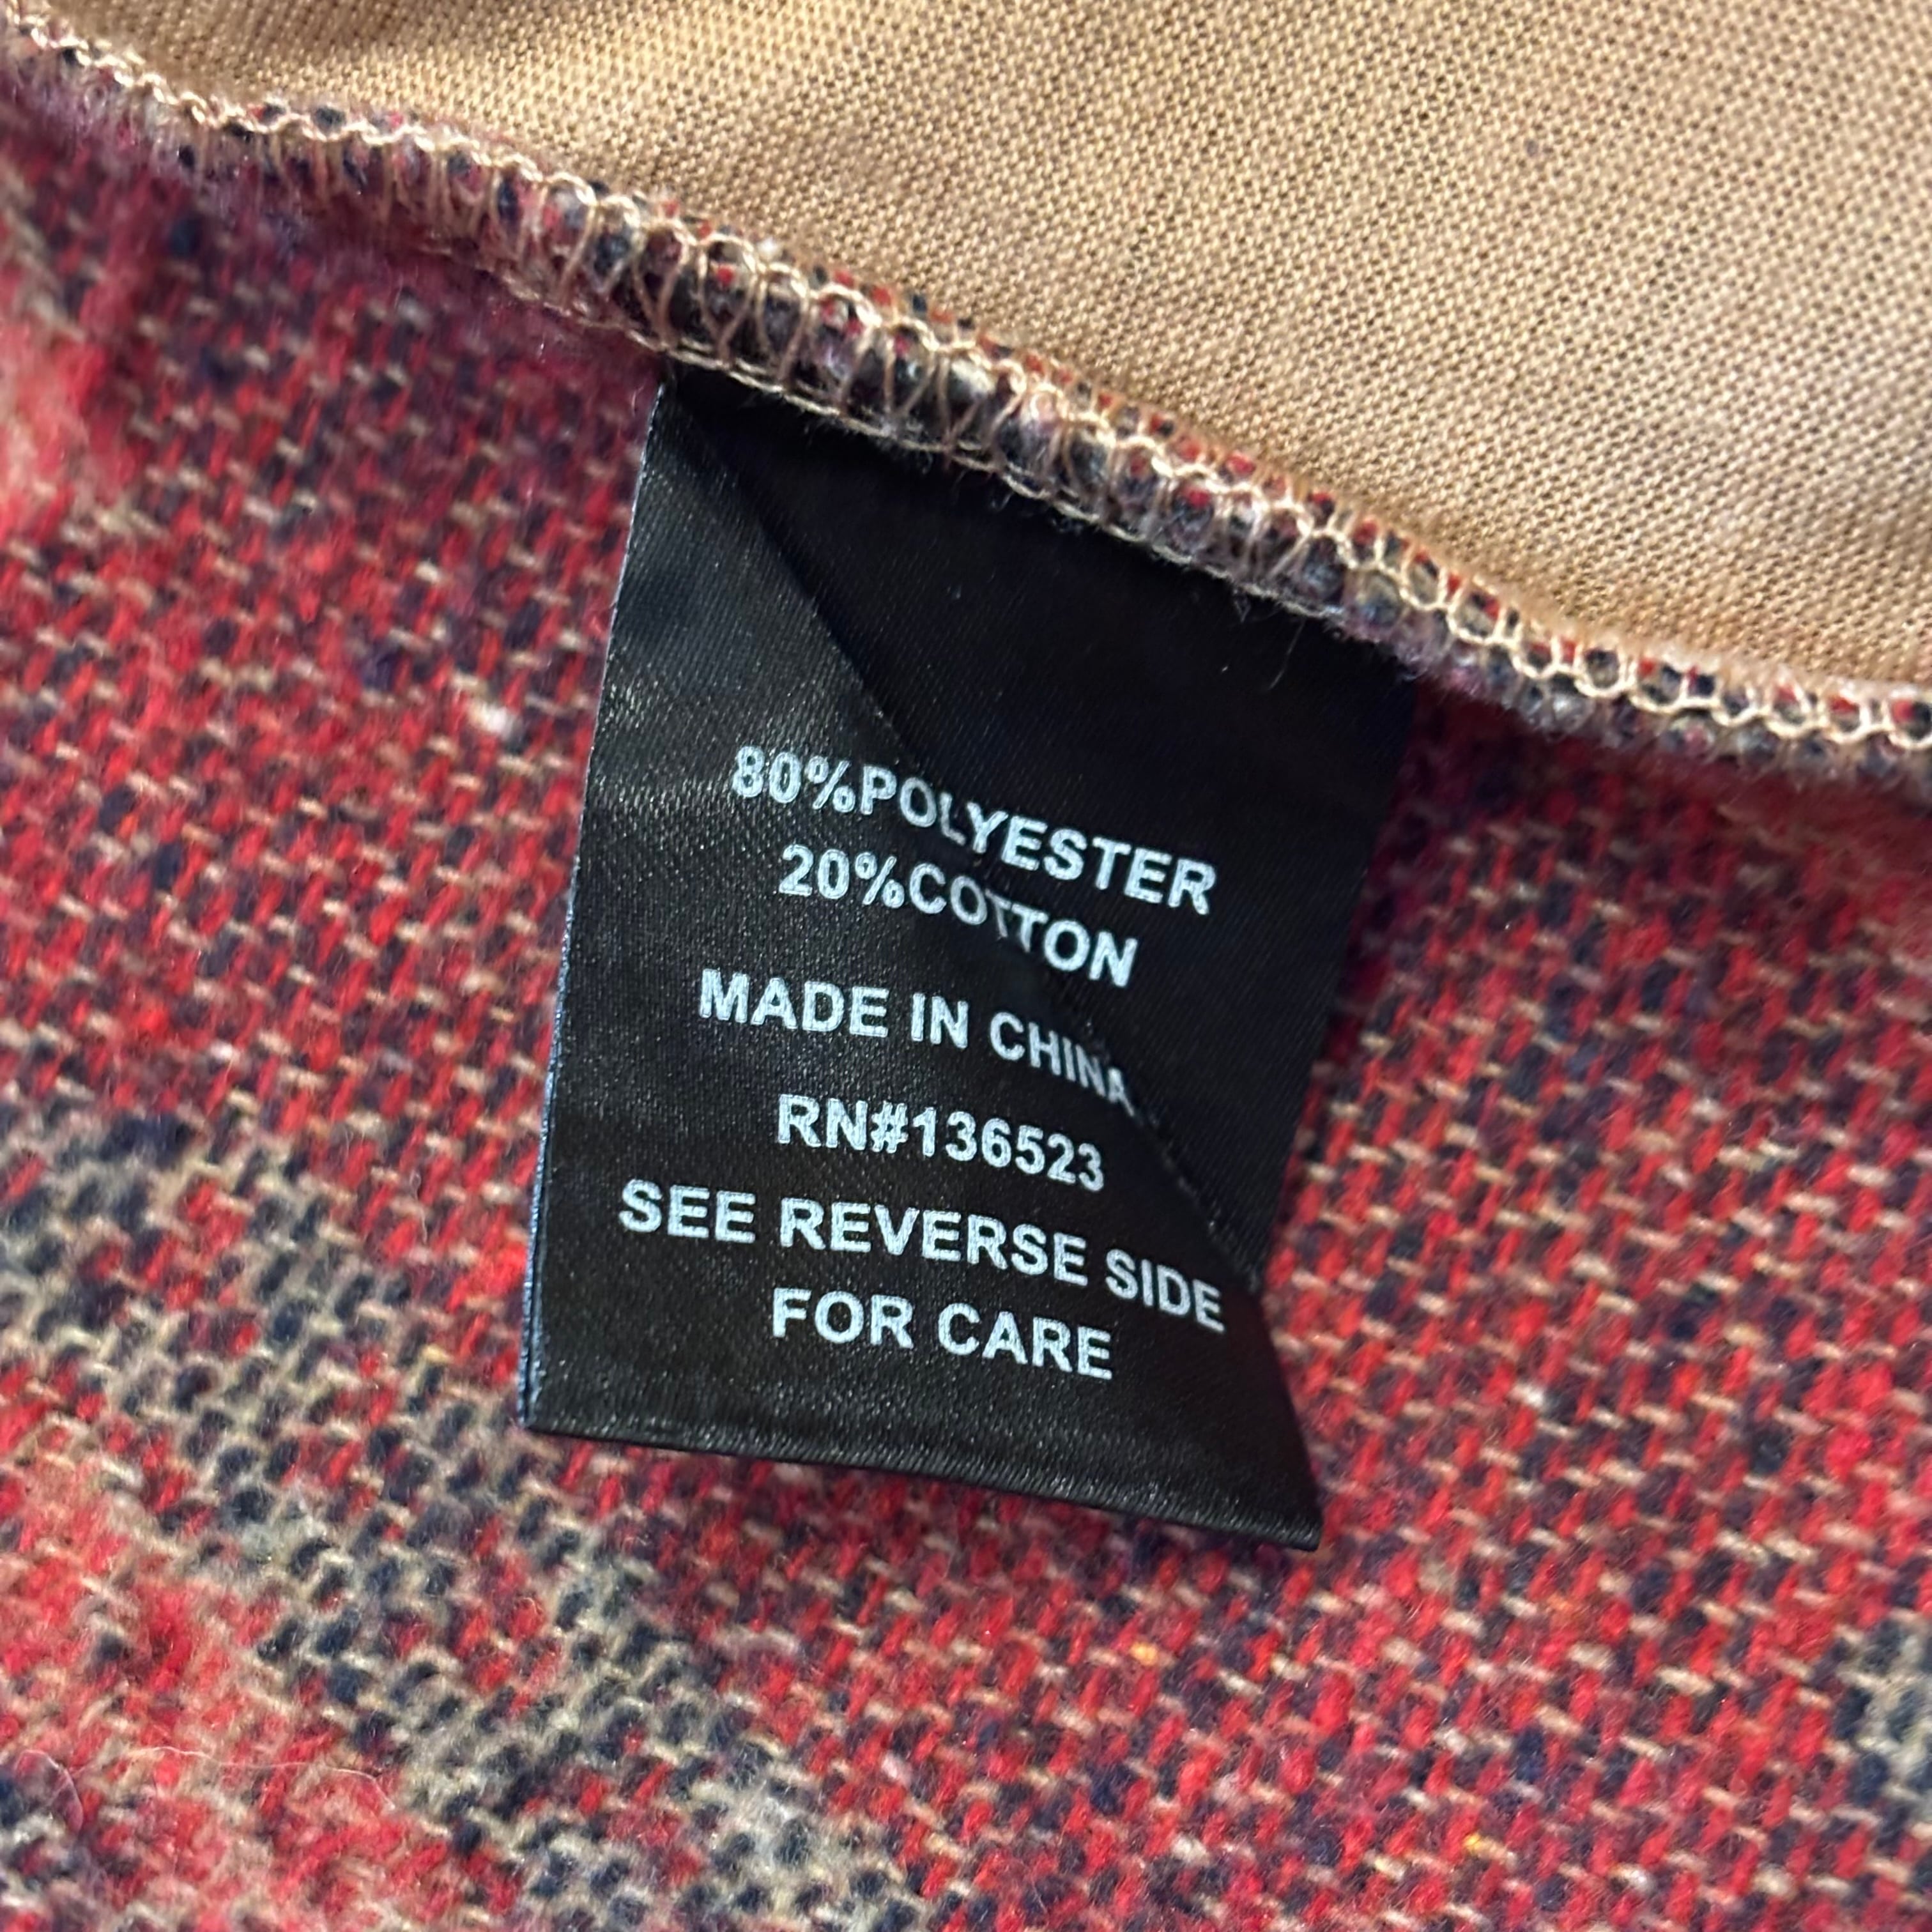 80%POLYESTER
20%COTTON
MADE IN CHINA
RN#136523
SEE REVERSE SIDE
FOR CARE